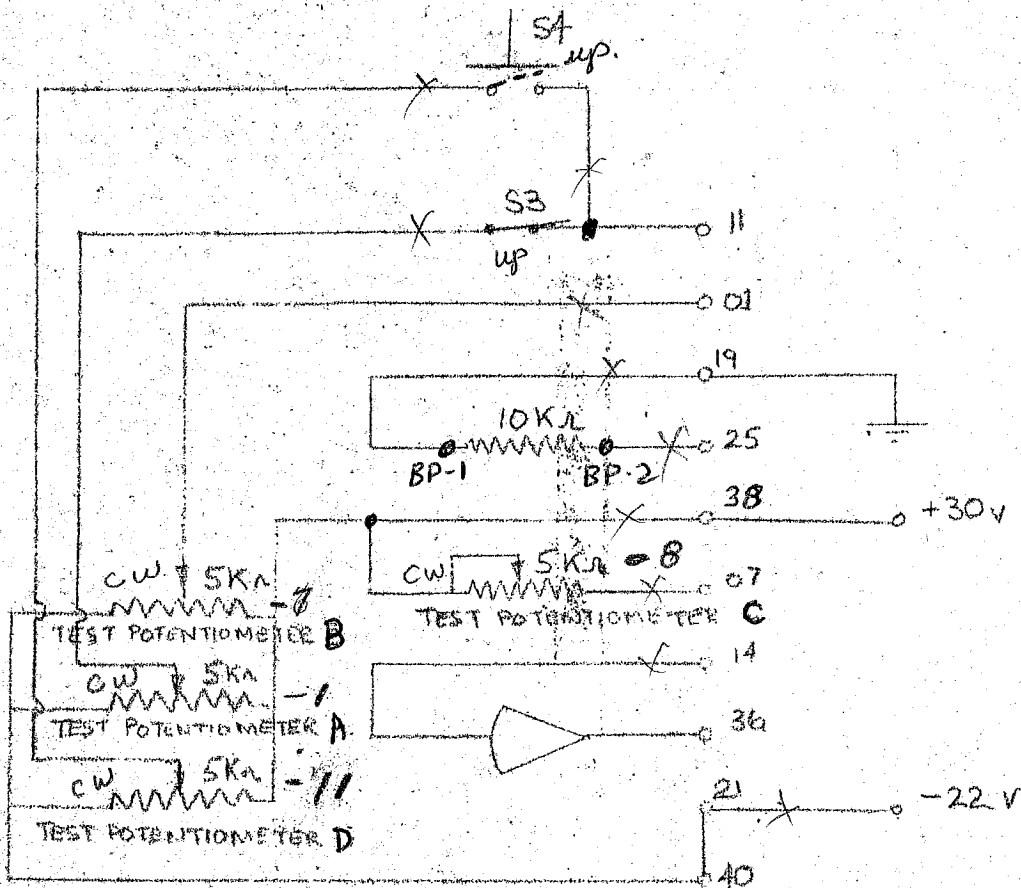 S4
up.
S3
up
11
01
19
10KΩ
25
BP-1
BP-2
38
+30v
CW 5KΩ
TEST POTENTIOMETER B
CW 5KΩ -8
07
TEST POTENTIOMETER C
14
CW 5KΩ -1
TEST POTENTIOMETER A
36
CW 5KΩ -11
TEST POTENTIOMETER D
21
-22 V
40